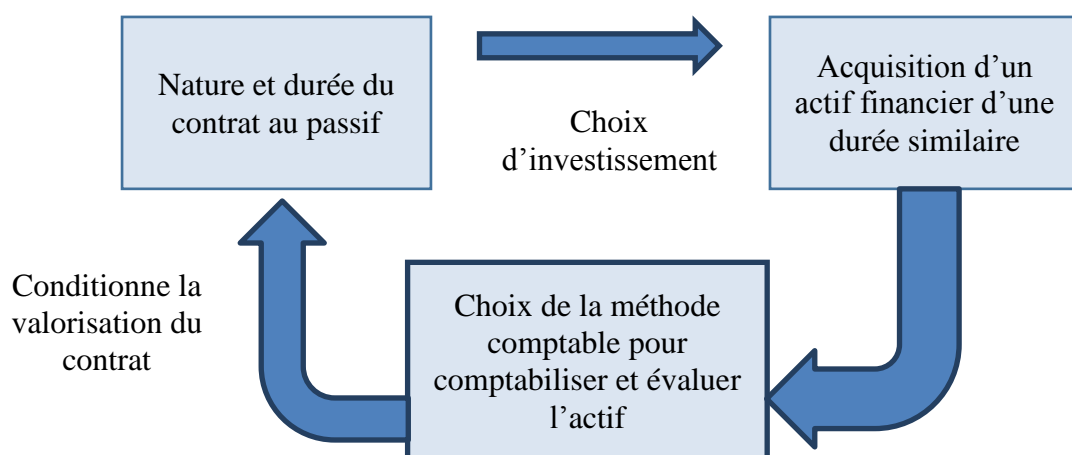 Nature et durée du
contrat au passif
Choix
d’investissement
Acquisition d’un
actif financier d’une
durée similaire
Conditionne la
valorisation du
contrat
Choix de la méthode
comptable pour
comptabiliser et évaluer
l’actif